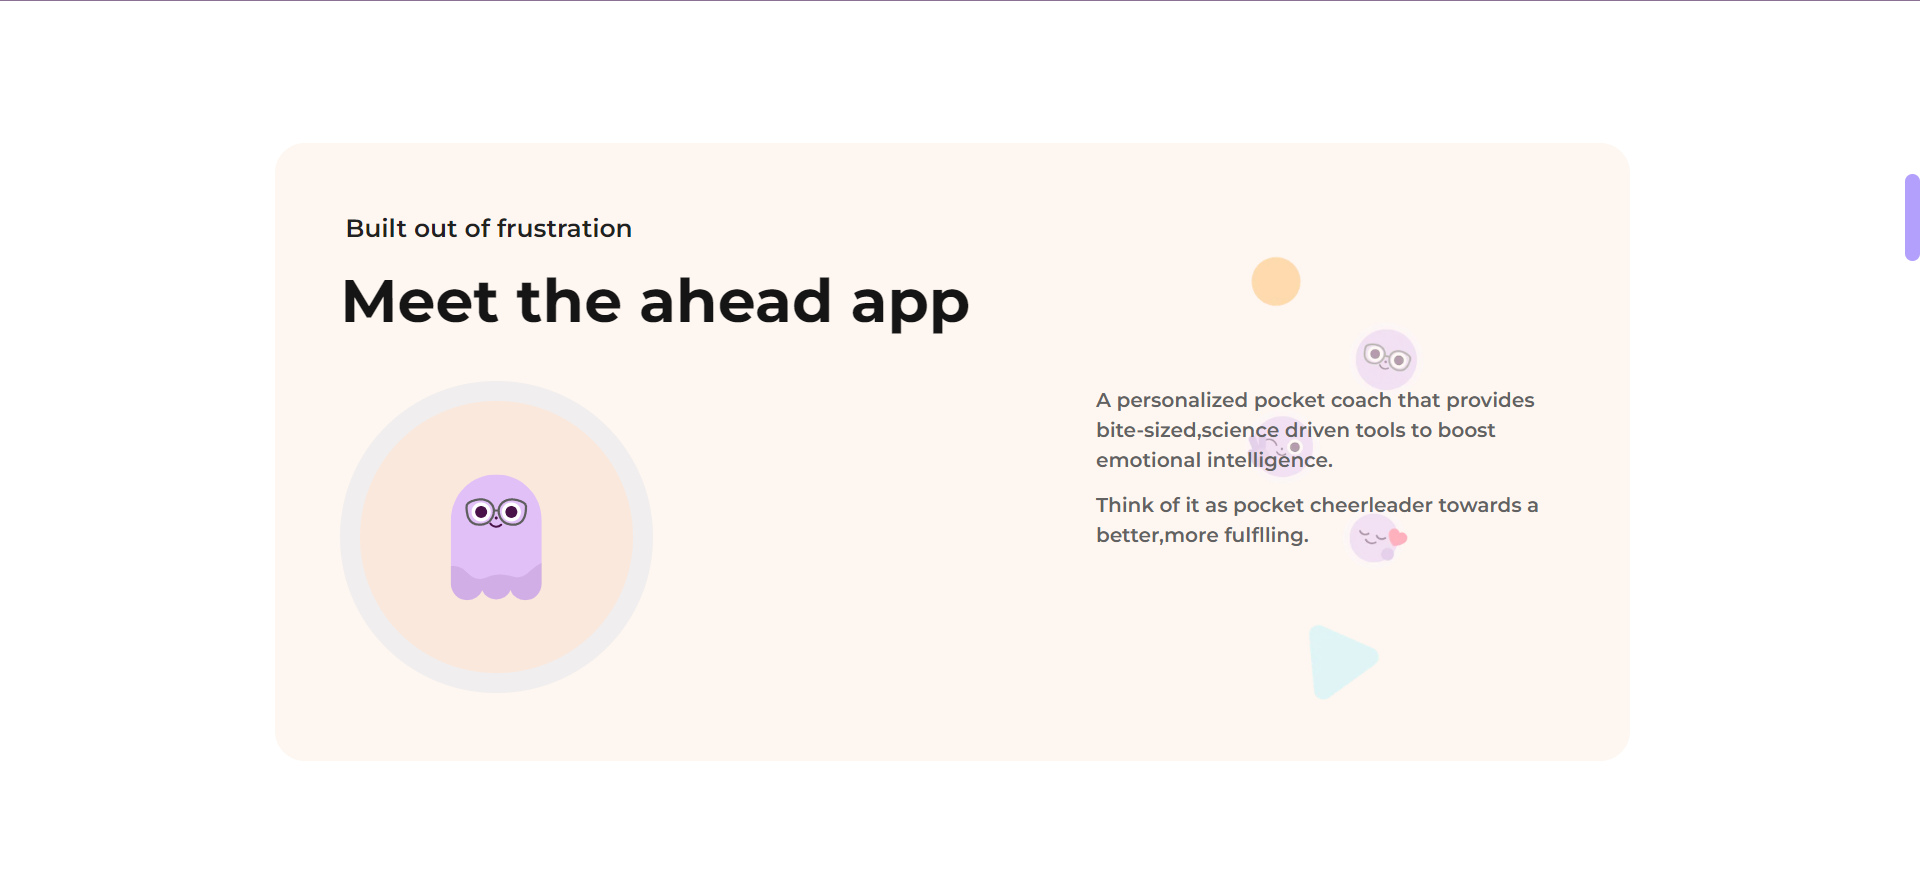 Built out of frustration
Meet the ahead app
A personalized pocket coach that provides
bite-sized,science driven tools to boost
emotional intelligence.
Think of it as pocket cheerleader towards a
better,more fulflling.